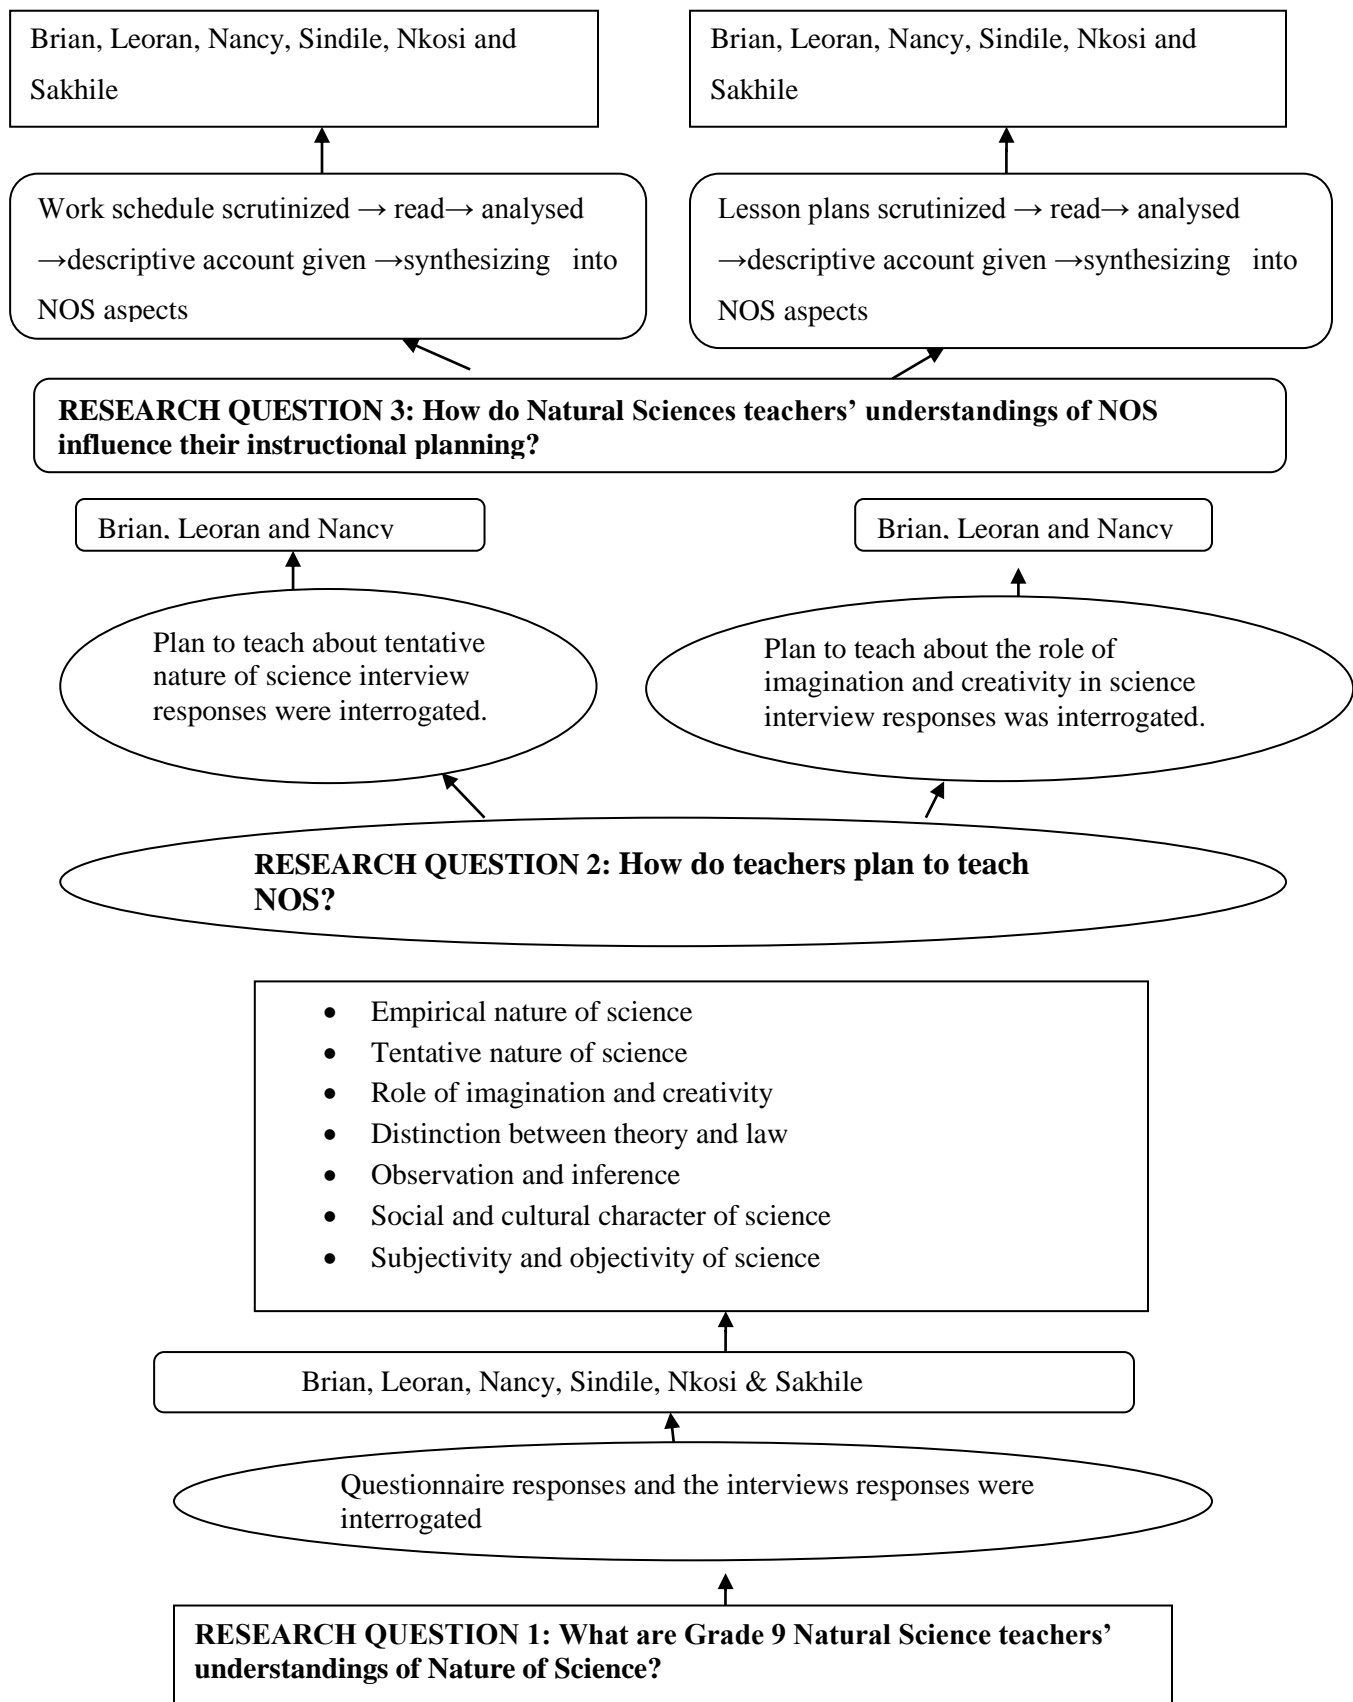 Brian, Leoran, Nancy, Sindile, Nkosi and
Sakhile
Brian, Leoran, Nancy, Sindile, Nkosi and
Sakhile
Work schedule scrutinized → read→ analysed
→descriptive account given →synthesizing into
NOS aspects
Lesson plans scrutinized → read→ analysed
→descriptive account given →synthesizing into
NOS aspects
RESEARCH QUESTION 3: How do Natural Sciences teachers’ understandings of NOS
influence their instructional planning?
Brian, Leoran and Nancy
Brian, Leoran and Nancy
Plan to teach about tentative
nature of science interview
responses were interrogated.
Plan to teach about the role of
imagination and creativity in science
interview responses was interrogated.
RESEARCH QUESTION 2: How do teachers plan to teach
NOS?
• Empirical nature of science
• Tentative nature of science
• Role of imagination and creativity
• Distinction between theory and law
• Observation and inference
• Social and cultural character of science
• Subjectivity and objectivity of science
Brian, Leoran, Nancy, Sindile, Nkosi & Sakhile
Questionnaire responses and the interviews responses were
interrogated
RESEARCH QUESTION 1: What are Grade 9 Natural Science teachers’
understandings of Nature of Science?